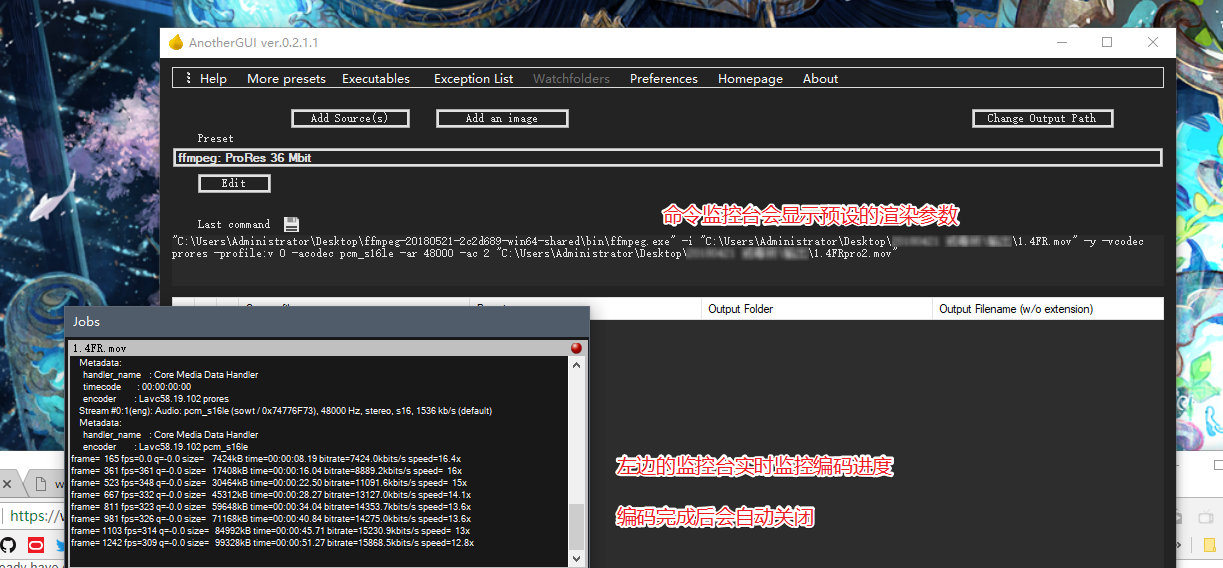 AnotherGUI ver.0.2.1.1
Help More presets Executables Exception List Watchfolders Preferences Homepage About
Add Source(s) Add an image Change Output Path
Preset
ffmpeg: ProRes 36 Mbit
Edit
命令监控台会显示预设的渲染参数
Last command
"C:\Users\Administrator\Desktop\ffmpeg-20180521-2c2d689-win64-shared\bin\ffmpeg.exe" -i "C:\Users\Administrator\Desktop\ \1.4FR.mov" -y -vcodec
prores -profile:v 0 -acodec pcm_s16le -ar 48000 -ac 2 "C:\Users\Administrator\Desktop\ \1.4FRpro2.mov"
Output Folder Output Filename (w/o extension)
Jobs
1.4FR.mov
Metadata:
handler_name : Core Media Data Handler
timecode : 00:00:00:00
encoder : Lavc58.19.102 prores
Stream #0:1(eng): Audio: pcm_s16le (sowt / 0x74776F73), 48000 Hz, stereo, s16, 1536 kb/s (default)
Metadata:
handler_name : Core Media Data Handler
encoder : Lavc58.19.102 pcm_s16le
frame= 165 fps=0.0 q=-0.0 size= 7424kB time=00:00:08.19 bitrate=7424.0kbits/s speed=16.4x
frame= 361 fps=361 q=-0.0 size= 17408kB time=00:00:16.04 bitrate=8889.2kbits/s speed= 16x
frame= 523 fps=348 q=-0.0 size= 30464kB time=00:00:22.50 bitrate=11091.6kbits/s speed= 15x
frame= 667 fps=332 q=-0.0 size= 45312kB time=00:00:28.27 bitrate=13127.0kbits/s speed=14.1x
frame= 811 fps=323 q=-0.0 size= 59648kB time=00:00:34.04 bitrate=14353.7kbits/s speed=13.6x
frame= 981 fps=326 q=-0.0 size= 71168kB time=00:00:40.84 bitrate=14275.0kbits/s speed=13.6x
frame= 1103 fps=314 q=-0.0 size= 84992kB time=00:00:45.71 bitrate=15230.9kbits/s speed= 13x
frame= 1242 fps=309 q=-0.0 size= 99328kB time=00:00:51.27 bitrate=15868.5kbits/s speed=12.8x
左边的监控台实时监控编码进度
编码完成后会自动关闭
https://w